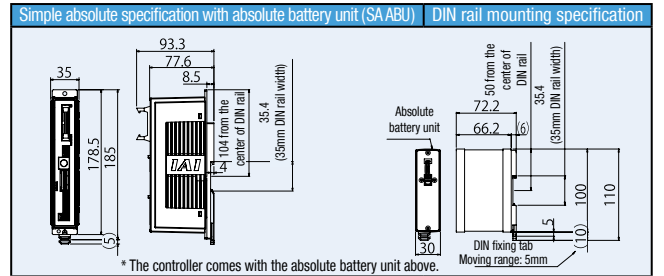 Simple absolute specification with absolute battery unit (SA ABU)
DIN rail mounting specification
93.3
77.6
8.5
35
178.5
185
(5)
104 from the
center of DIN rail
35.4
(35mm DIN rail width)
4
IAI
Absolute
battery unit
30
72.2
66.2
(6)
50 from the
center of
DIN rail
35.4
(35mm DIN rail width)
5
(10)
100
110
DIN fixing tab
Moving range: 5mm
* The controller comes with the absolute battery unit above.